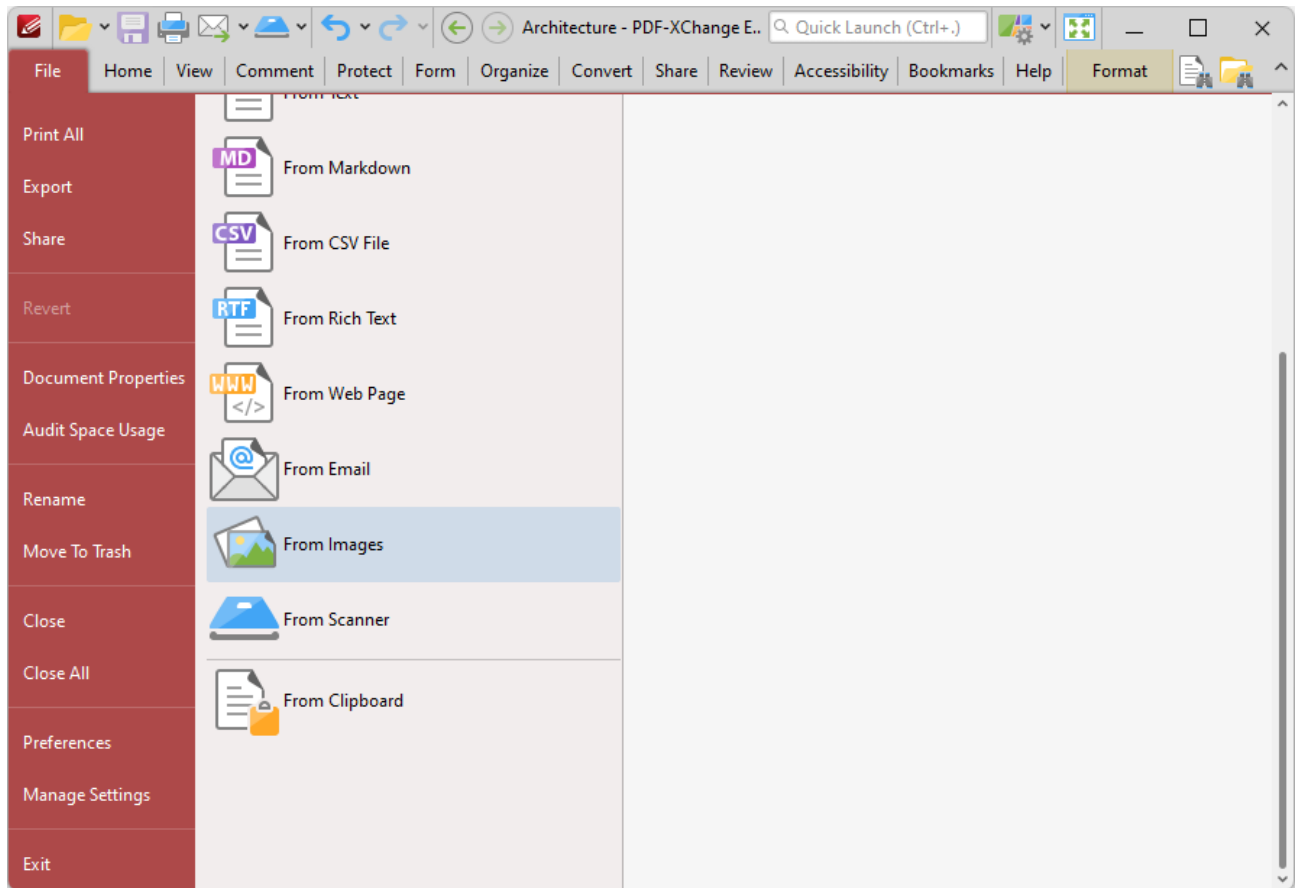 Architecture - PDF-XChange E..
Quick Launch (Ctrl+.)
File
Home
View
Comment
Protect
Form
Organize
Convert
Share
Review
Accessibility
Bookmarks
Help
Format
Print All
Export
Share
Revert
Document Properties
Audit Space Usage
Rename
Move To Trash
Close
Close All
Preferences
Manage Settings
Exit
From Text
MD
From Markdown
CSV
From CSV File
RTF
From Rich Text
WWW
</>
From Web Page
@
From Email
From Images
From Scanner
From Clipboard